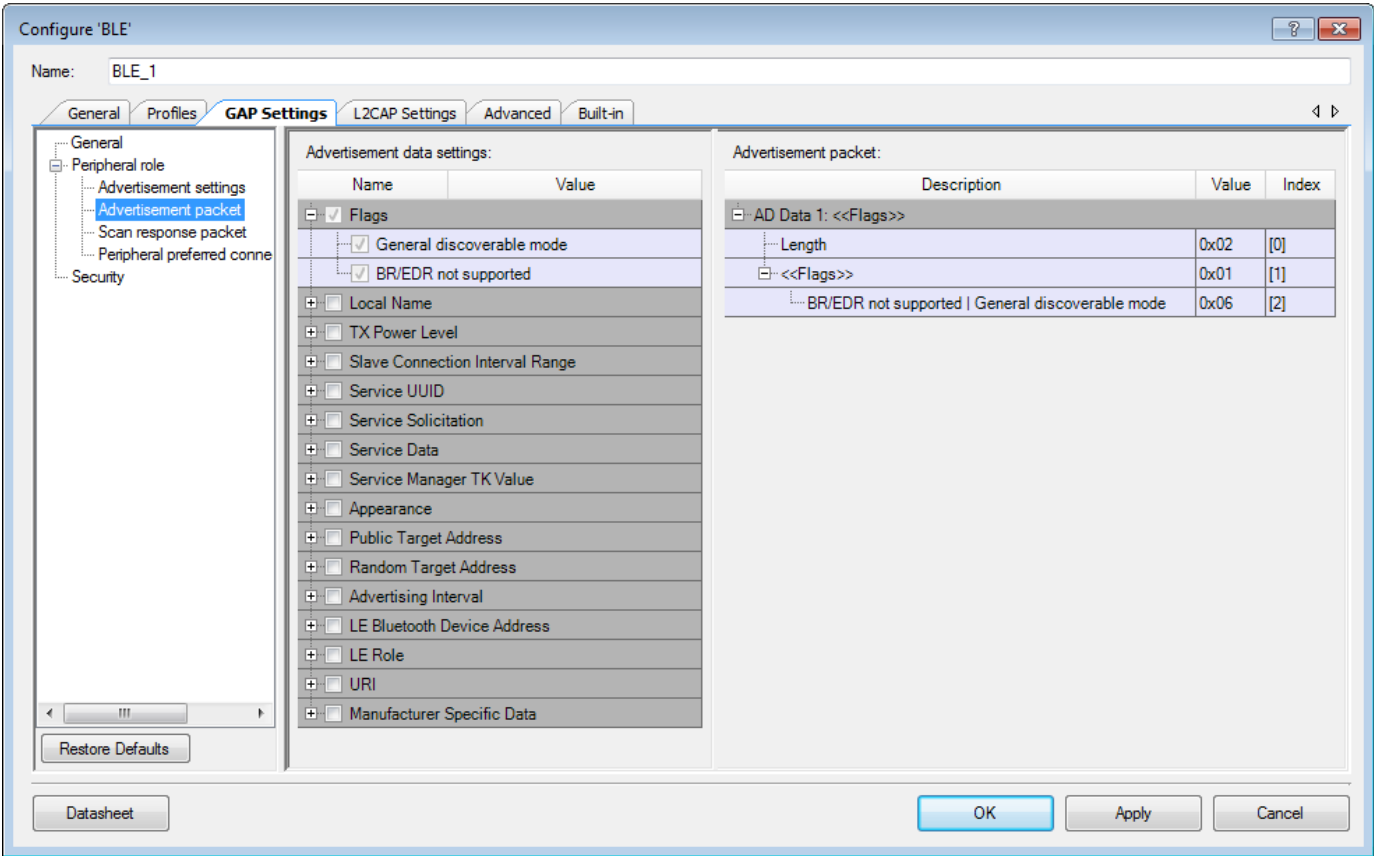 Configure 'BLE'
Name: BLE_1
General Profiles GAP Settings L2CAP Settings Advanced Built-in
General
Peripheral role
Advertisement settings
Advertisement packet
Scan response packet
Peripheral preferred conne
Security
Restore Defaults
Advertisement data settings:
Name Value
Flags
General discoverable mode
BR/EDR not supported
Local Name
TX Power Level
Slave Connection Interval Range
Service UUID
Service Solicitation
Service Data
Service Manager TK Value
Appearance
Public Target Address
Random Target Address
Advertising Interval
LE Bluetooth Device Address
LE Role
URI
Manufacturer Specific Data
Advertisement packet:
Description Value Index
AD Data 1: <<Flags>>
Length 0x02 [0]
<<Flags>> 0x01 [1]
BR/EDR not supported | General discoverable mode 0x06 [2]
Datasheet OK Apply Cancel